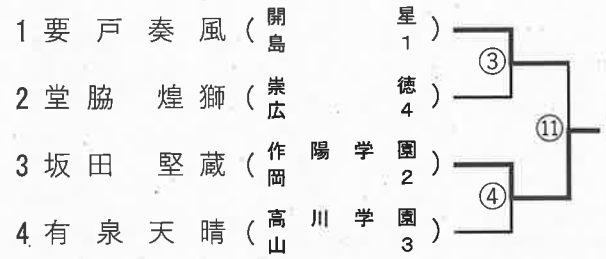 1 要戸奏風 (開星 島1)
③
2 堂脇煌獅 (崇徳 広4)
⑪
3 坂田堅蔵 (作陽学園 岡2)
④
4 有泉天晴 (高川学園 山3)